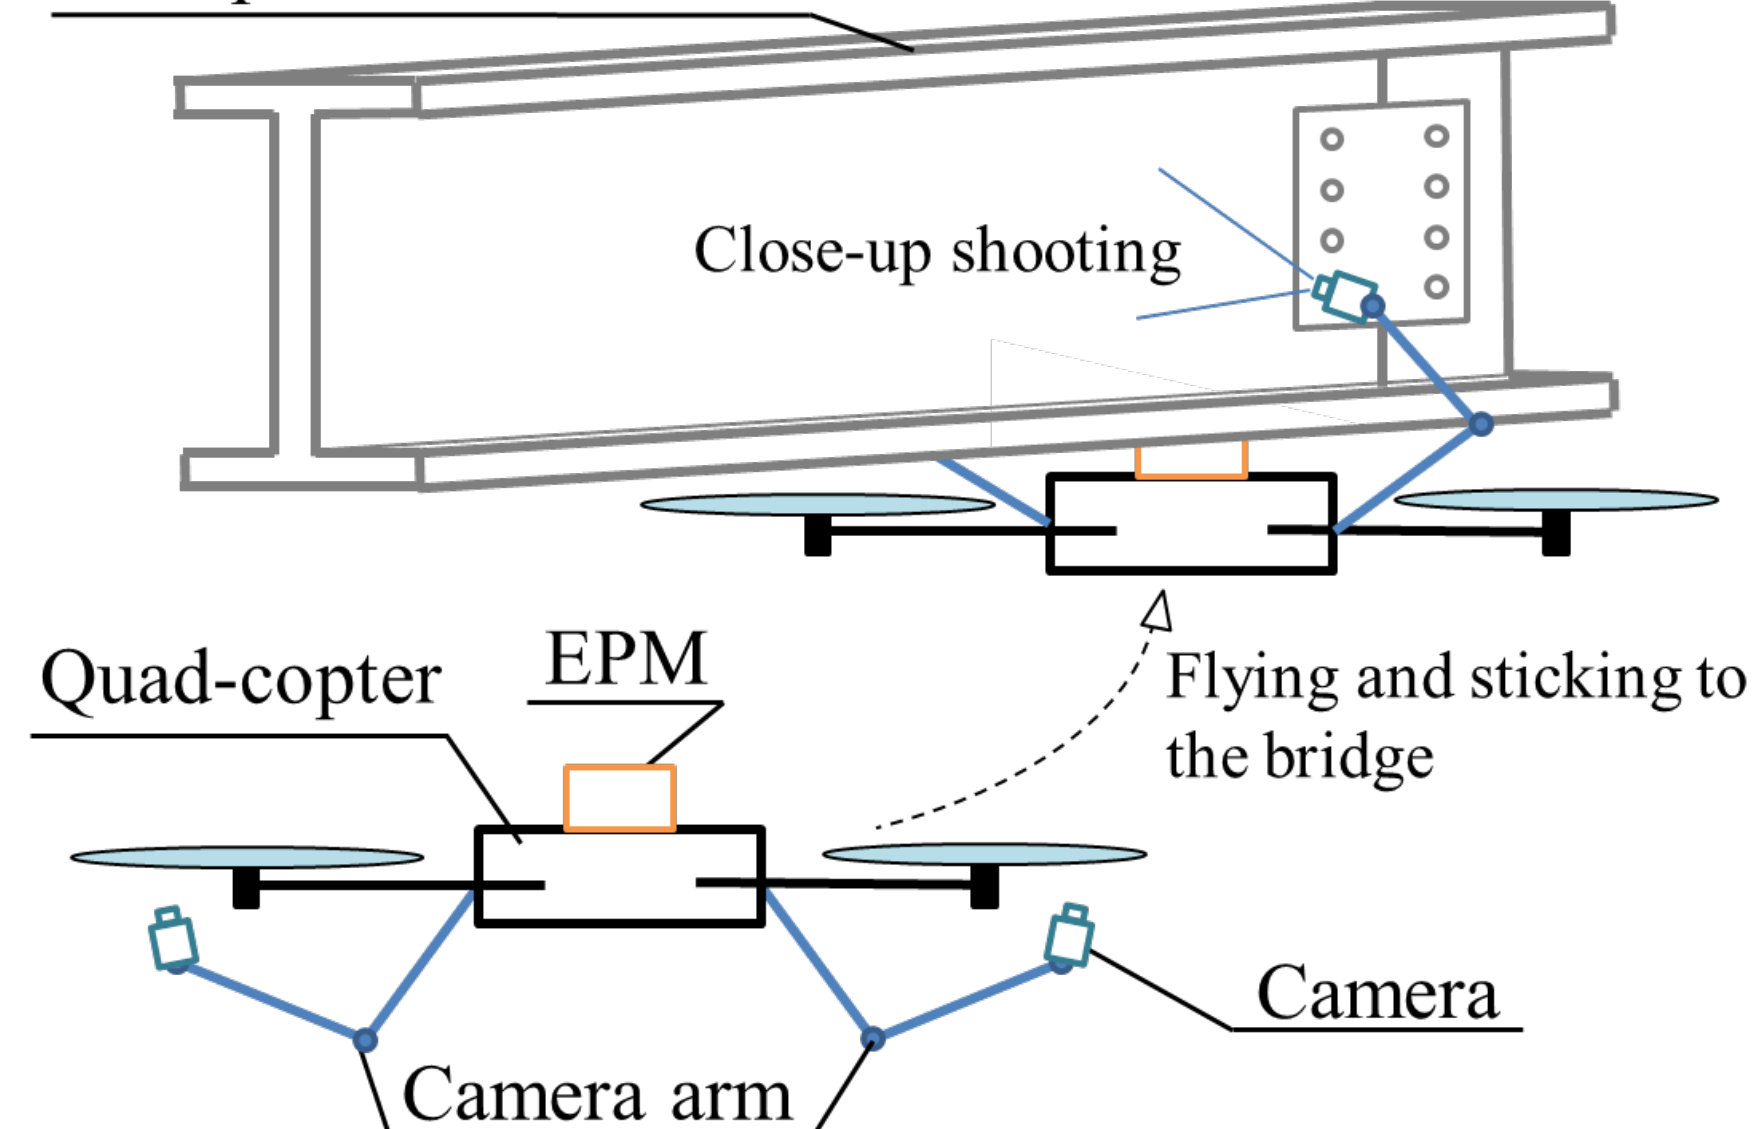 Close-up shooting
EPM
Quad-copter
Flying and sticking to
the bridge
Camera
Camera arm